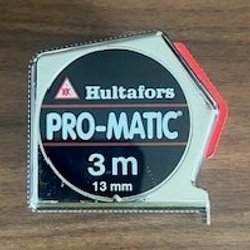 Hultafors
PRO-MATIC
3 m
13 mm